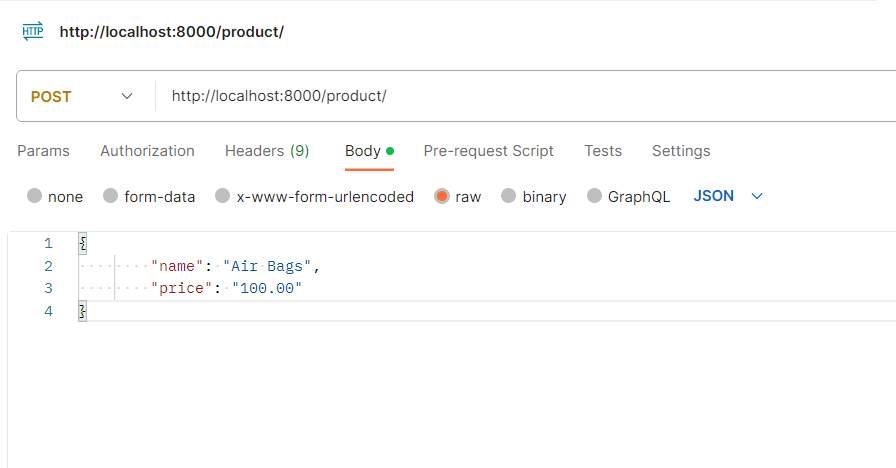 HTTP http://localhost:8000/product/
POST http://localhost:8000/product/
Params Authorization Headers (9) Body Pre-request Script Tests Settings
none form-data x-www-form-urlencoded raw binary GraphQL JSON
1 {
2 "name": "Air Bags",
3 "price": "100.00"
4 }